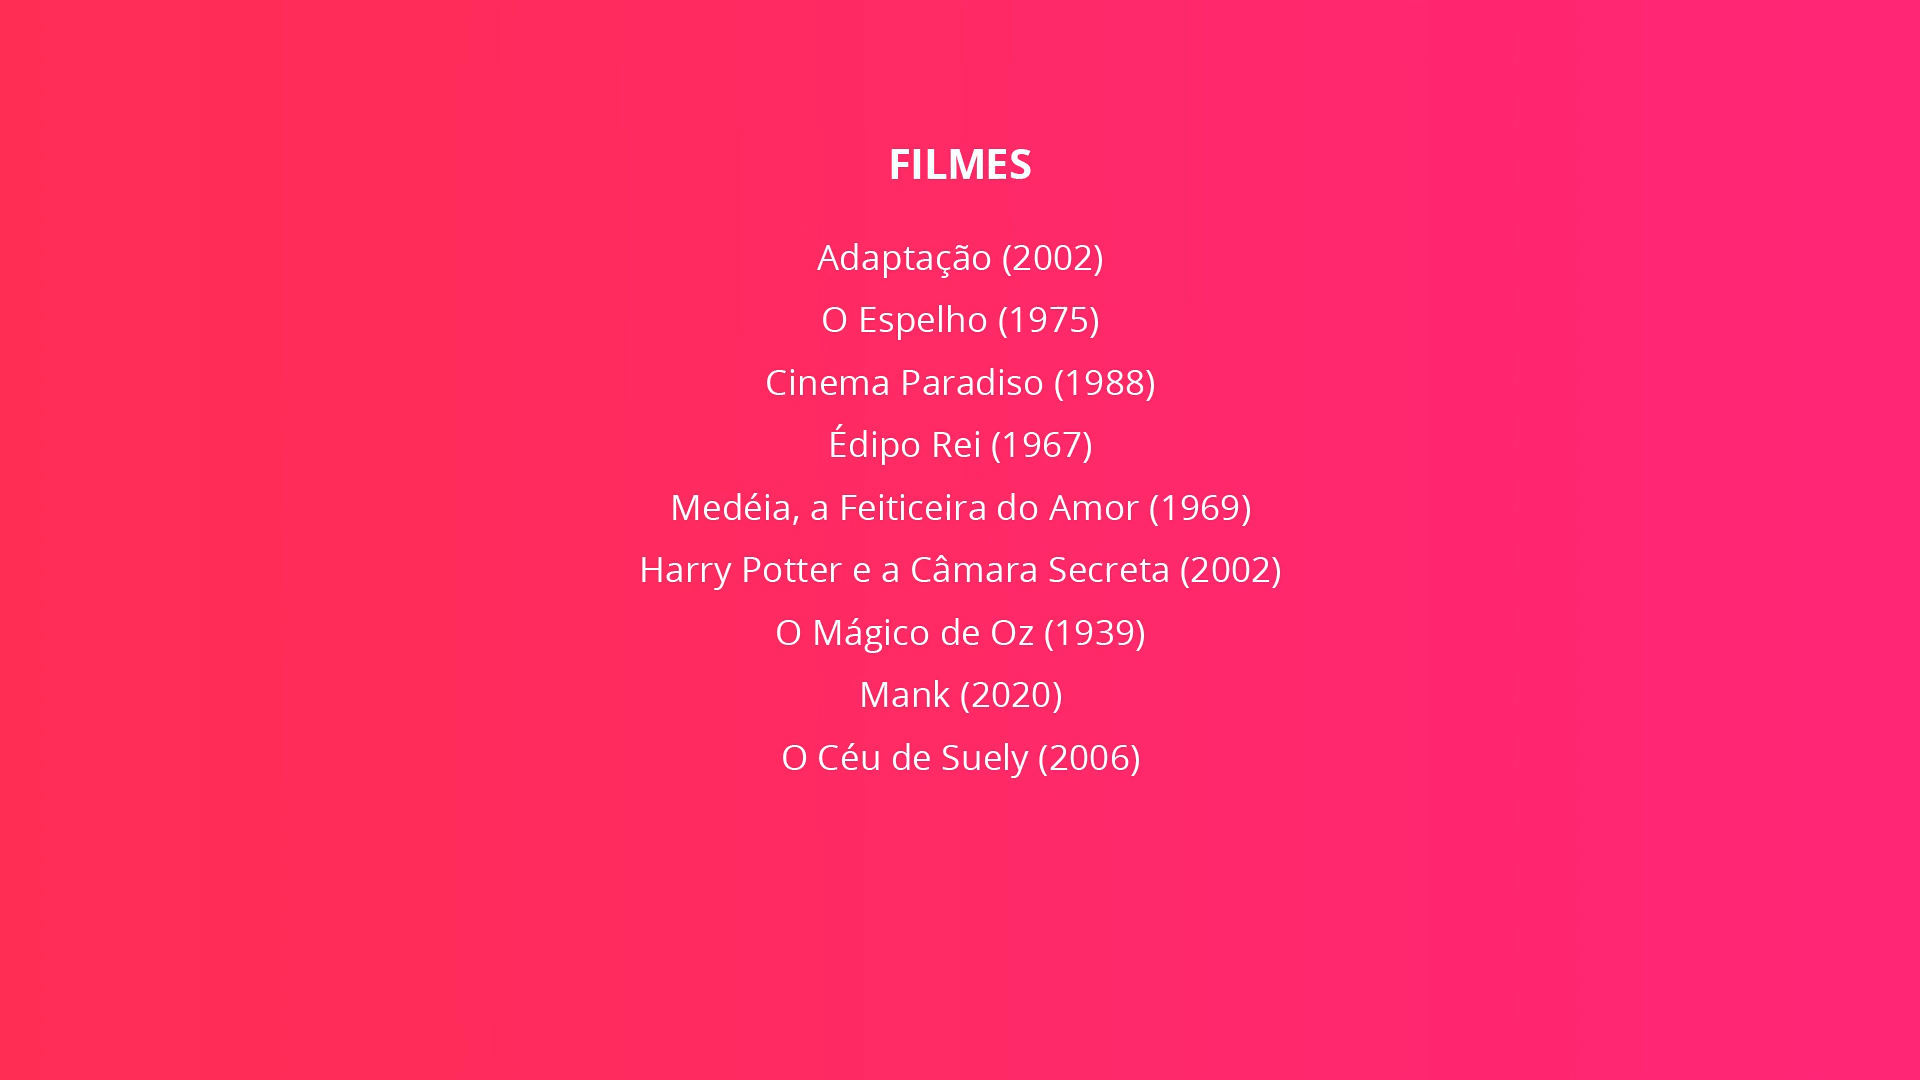 FILMES
Adaptação (2002)
O Espelho (1975)
Cinema Paradiso (1988)
Édipo Rei (1967)
Medéia, a Feiticeira do Amor (1969)
Harry Potter e a Câmara Secreta (2002)
O Mágico de Oz (1939)
Mank (2020)
O Céu de Suely (2006)